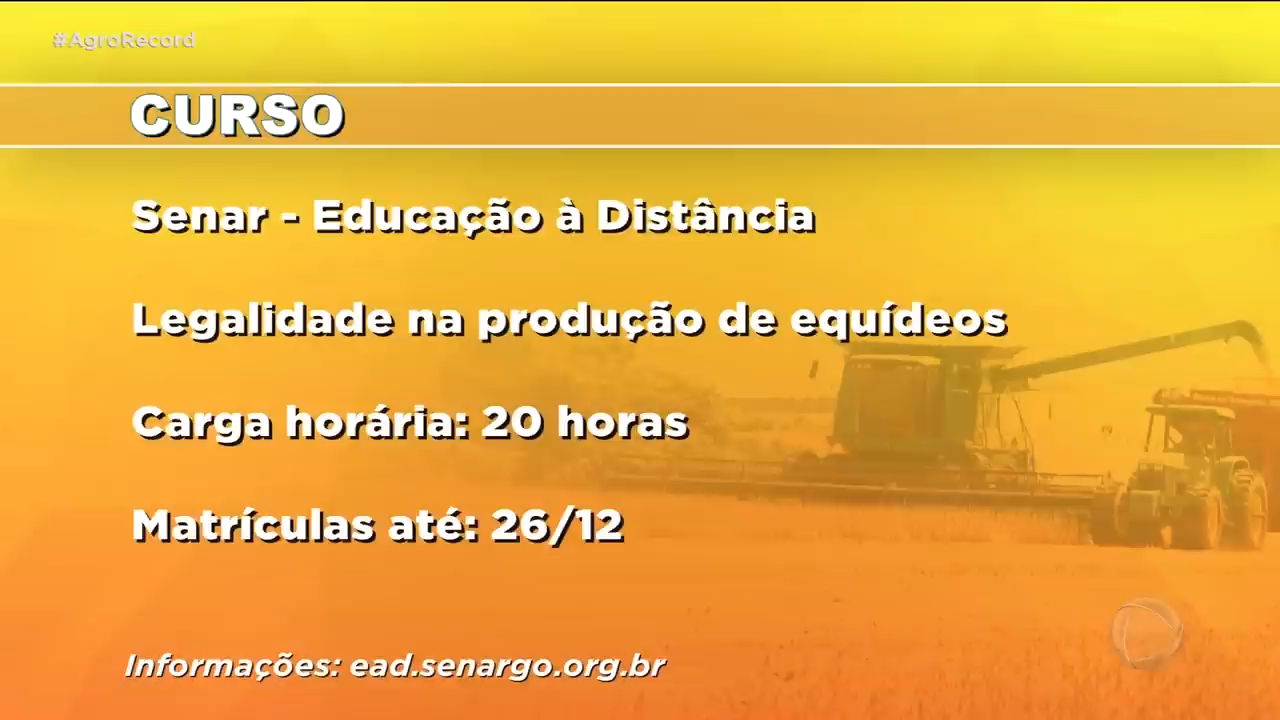 #AgroRecord
CURSO
Senar - Educação à Distância
Legalidade na produção de equídeos
Carga horária: 20 horas
Matrículas até: 26/12
Informações: ead.senargo.org.br